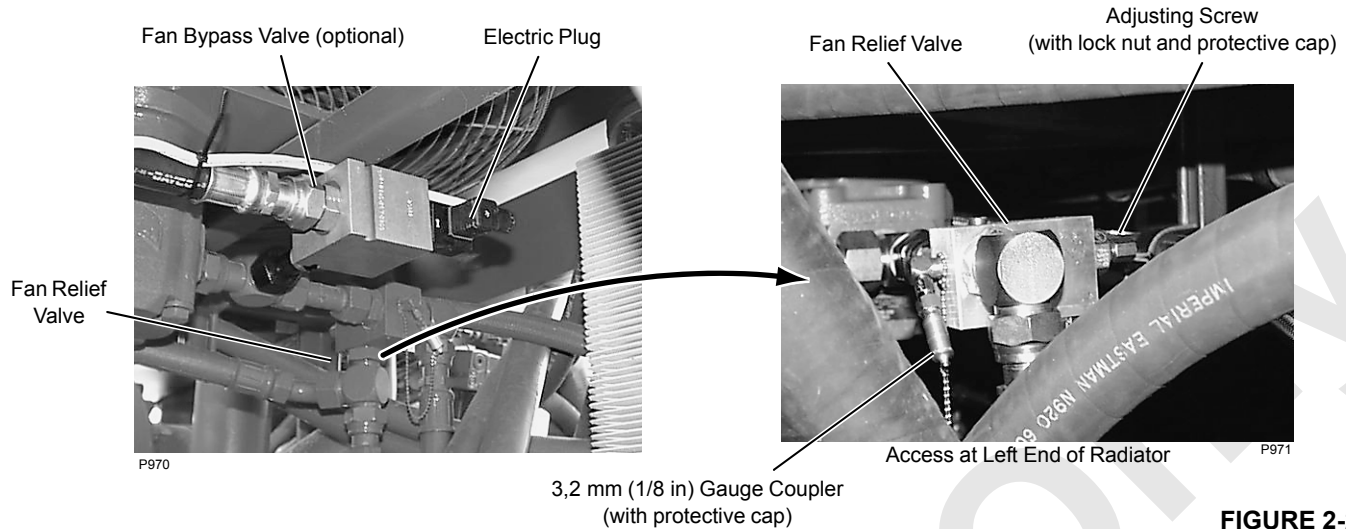 Fan Bypass Valve (optional)
Electric Plug
Fan Relief Valve
Adjusting Screw
(with lock nut and protective cap)
Fan Relief
Valve
IMPERIAL EASTMAN N920
P970
Access at Left End of Radiator
P971
3,2 mm (1/8 in) Gauge Coupler
(with protective cap)
FIGURE 2-